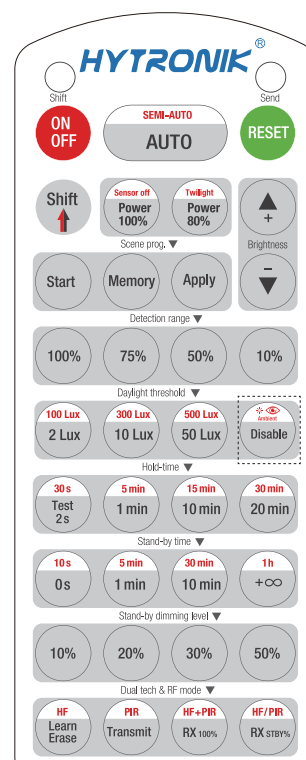 HYTRONIK®
Shift
Send
ON
OFF
SEMI-AUTO
AUTO
RESET
Shift
Sensor off
Power
100%
Twilight
Power
80%
+
Brightness
−
Scene prog. ▼
Start
Memory
Apply
Detection range ▼
100%
75%
50%
10%
Daylight threshold ▼
100 Lux
2 Lux
300 Lux
10 Lux
500 Lux
50 Lux
Ambient
Disable
Hold-time ▼
30 s
Test
2 s
5 min
1 min
15 min
10 min
30 min
20 min
Stand-by time ▼
10 s
0 s
5 min
1 min
30 min
10 min
1 h
+∞
Stand-by dimming level ▼
10%
20%
30%
50%
Dual tech & RF mode ▼
HF
Learn
Erase
PIR
Transmit
HF+PIR
RX 100%
HF/PIR
RX STBY%